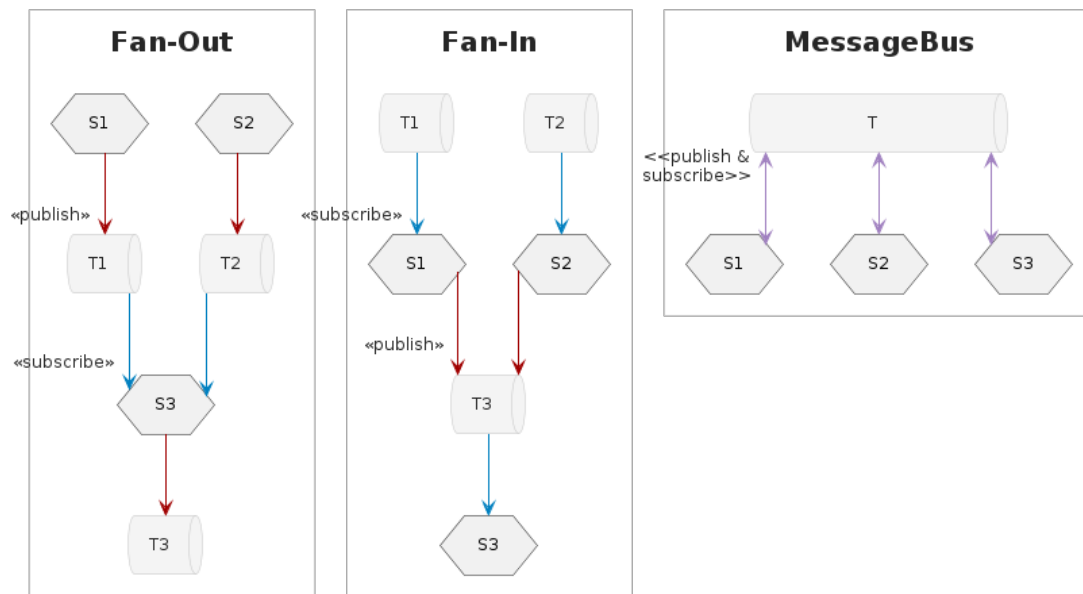 Fan-Out
S1
S2
«publish»
T1
T2
«subscribe»
S3
T3
Fan-In
T1
T2
«subscribe»
S1
S2
«publish»
T3
S3
MessageBus
T
<<publish &
subscribe>>
S1
S2
S3